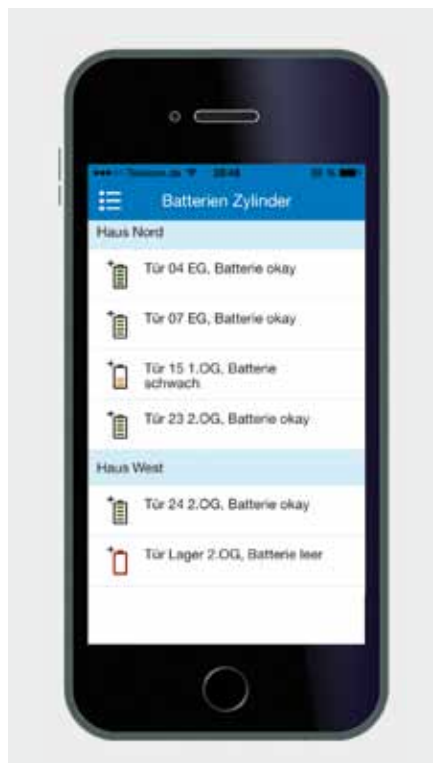 Batterien Zylinder
Haus Nord
Tür 04 EG, Batterie okay
Tür 07 EG, Batterie okay
Tür 15 1.OG, Batterie
schwach
Tür 23 2.OG, Batterie okay
Haus West
Tür 24 2.OG, Batterie okay
Tür Lager 2.OG, Batterie leer